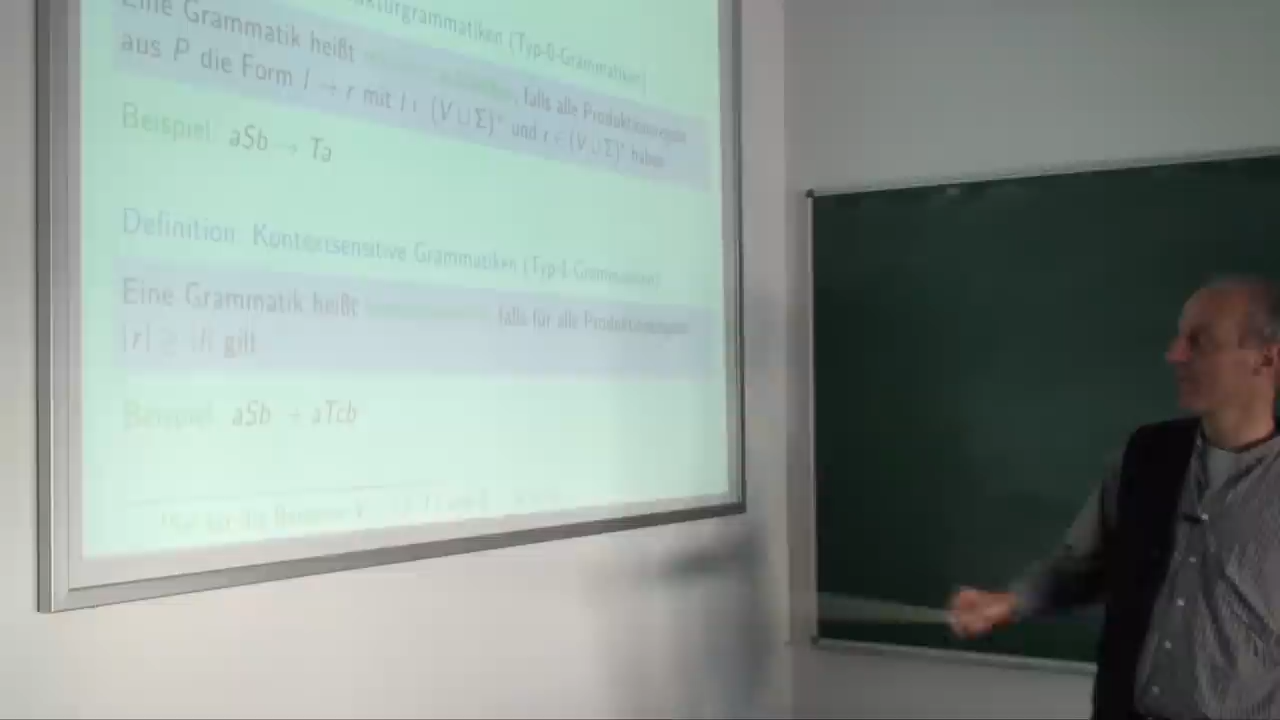 turgrammatiken (Typ-0-Grammatiken)
Eine Grammatik heißt , falls alle Produktionsregeln
aus P die Form l → r mit l ∈ (V ∪ Σ)⁺ und r ∈ (V ∪ Σ)* haben
Beispiel: aSb → Ta
Definition: Kontextsensitive Grammatiken (Typ-1-Grammatiken)
Eine Grammatik heißt falls für alle Produktionsregeln
|r| ≥ |l| gilt
Beispiel: aSb → aTcb